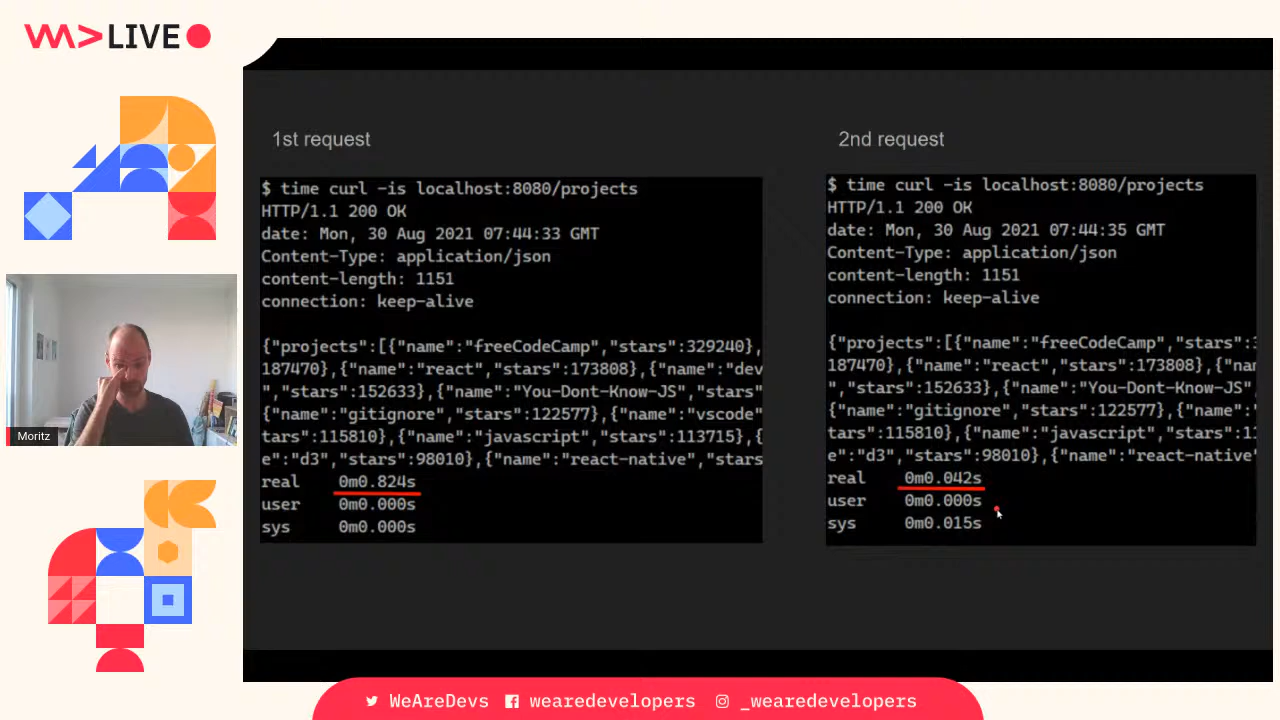 LIVE
1st request
$ time curl -is localhost:8080/projects
HTTP/1.1 200 OK
date: Mon, 30 Aug 2021 07:44:33 GMT
Content-Type: application/json
content-length: 1151
connection: keep-alive
{"projects":[{"name":"freeCodeCamp","stars":329240},
187470},{"name":"react","stars":173808},{"name":"dev
","stars":152633},{"name":"You-Dont-Know-JS","stars"
{"name":"gitignore","stars":122577},{"name":"vscode"
tars":115810},{"name":"javascript","stars":113715},{
e":"d3","stars":98010},{"name":"react-native","stars
real 0m0.824s
user 0m0.000s
sys 0m0.000s
2nd request
$ time curl -is localhost:8080/projects
HTTP/1.1 200 OK
date: Mon, 30 Aug 2021 07:44:35 GMT
Content-Type: application/json
content-length: 1151
connection: keep-alive
{"projects":[{"name":"freeCodeCamp","stars":3
187470},{"name":"react","stars":173808},{"nam
","stars":152633},{"name":"You-Dont-Know-JS",
{"name":"gitignore","stars":122577},{"name":"
tars":115810},{"name":"javascript","stars":11
e":"d3","stars":98010},{"name":"react-native"
real 0m0.042s
user 0m0.000s
sys 0m0.015s
Moritz
WeAreDevs wearedevelopers _wearedevelopers